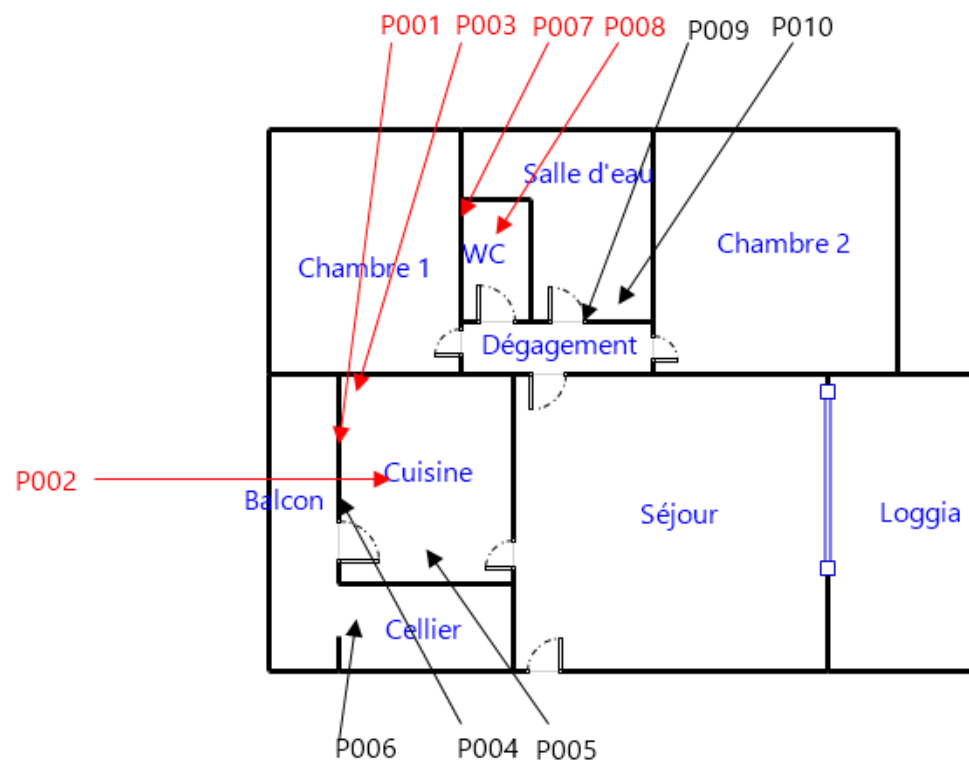 P001 P003 P007 P008 P009 P010
Salle d'eau
Chambre 1
WC
Chambre 2
Dégagement
P002
Cuisine
Balcon
Séjour
Loggia
Cellier
P006
P004
P005